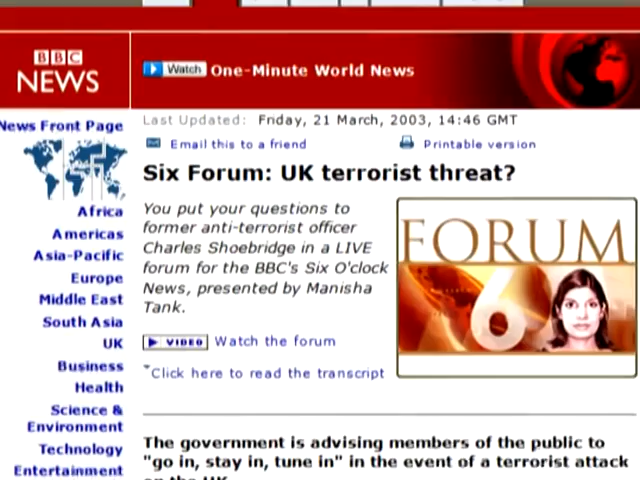 BBC
NEWS
Watch One-Minute World News
Last Updated: Friday, 21 March, 2003, 14:46 GMT
Email this to a friend
Printable version
News Front Page
Africa
Americas
Asia-Pacific
Europe
Middle East
South Asia
UK
Business
Health
Science &
Environment
Technology
Entertainment
Six Forum: UK terrorist threat?
You put your questions to
former anti-terrorist officer
Charles Shoebridge in a LIVE
forum for the BBC's Six O'clock
News, presented by Manisha
Tank.
FORUM
6
VIDEO Watch the forum
Click here to read the transcript
The government is advising members of the public to
"go in, stay in, tune in" in the event of a terrorist attack
on the UK